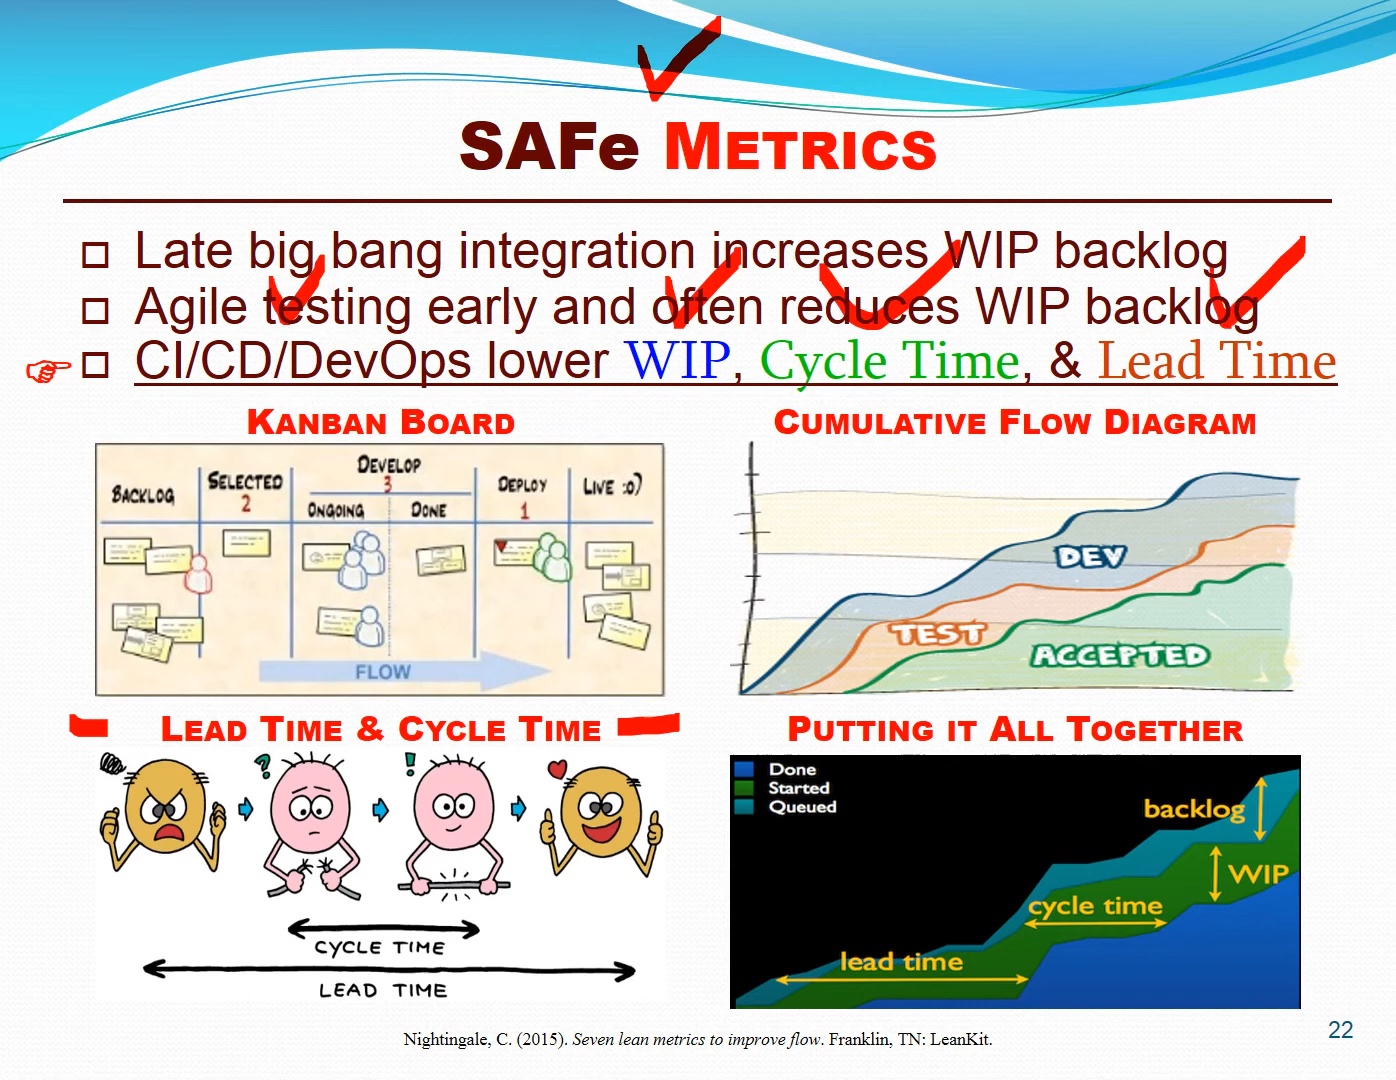 SAFe METRICS
Late big bang integration increases WIP backlog
Agile testing early and often reduces WIP backlog
CI/CD/DevOps lower WIP, Cycle Time, & Lead Time
KANBAN BOARD
BACKLOG
SELECTED
2
DEVELOP
3
ONGOING
DONE
DEPLOY
1
LIVE :o)
FLOW
CUMULATIVE FLOW DIAGRAM
DEV
TEST
ACCEPTED
LEAD TIME & CYCLE TIME
?
!
CYCLE TIME
LEAD TIME
PUTTING IT ALL TOGETHER
Done
Started
Queued
backlog
WIP
cycle time
lead time
Nightingale, C. (2015). Seven lean metrics to improve flow. Franklin, TN: LeanKit.
22